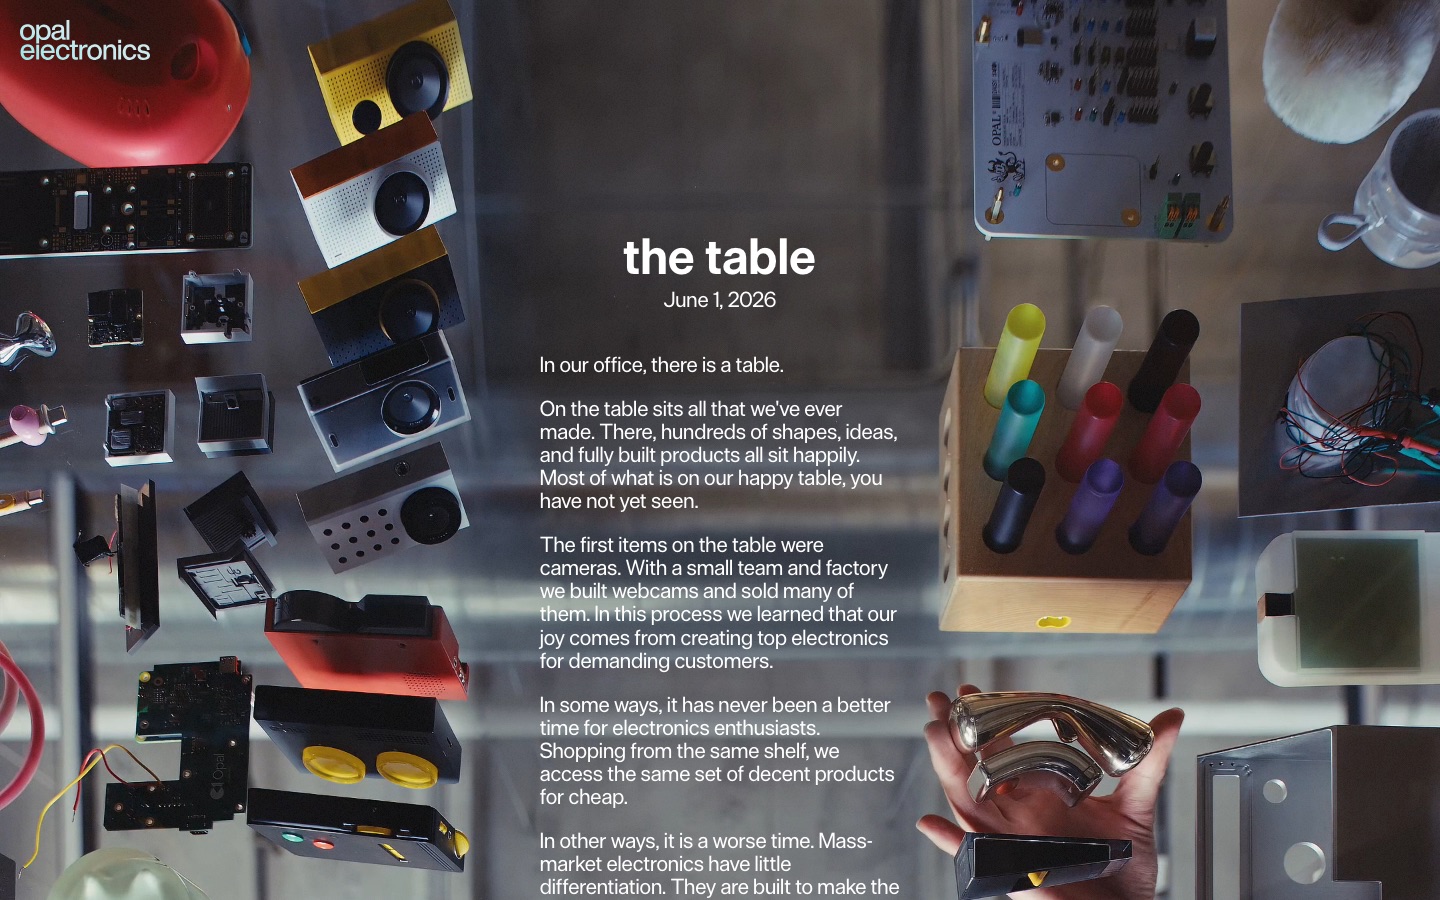 opal
electronics
OPAL
the table
June 1, 2026
In our office, there is a table.
On the table sits all that we've ever
made. There, hundreds of shapes, ideas,
and fully built products all sit happily.
Most of what is on our happy table, you
have not yet seen.
The first items on the table were
cameras. With a small team and factory
we built webcams and sold many of
them. In this process we learned that our
joy comes from creating top electronics
for demanding customers.
In some ways, it has never been a better
time for electronics enthusiasts.
Shopping from the same shelf, we
access the same set of decent products
for cheap.
C1 Opal
In other ways, it is a worse time. Mass-
market electronics have little
differentiation. They are built to make the